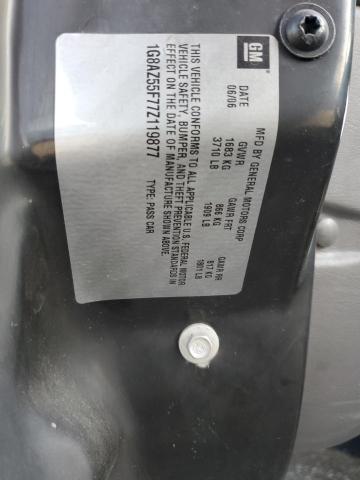 GM
MFD BY GENERAL MOTORS CORP
DATE GVWR GAWR FRT GAWR RR
06/06 1683 KG 866 KG 817 KG
3710 LB 1909 LB 1801 LB
THIS VEHICLE CONFORMS TO ALL APPLICABLE U.S. FEDERAL MOTOR
VEHICLE SAFETY, BUMPER, AND THEFT PREVENTION STANDARDS IN
EFFECT ON THE DATE OF MANUFACTURE SHOWN ABOVE.
1G8AZ55F77Z119877 TYPE: PASS CAR